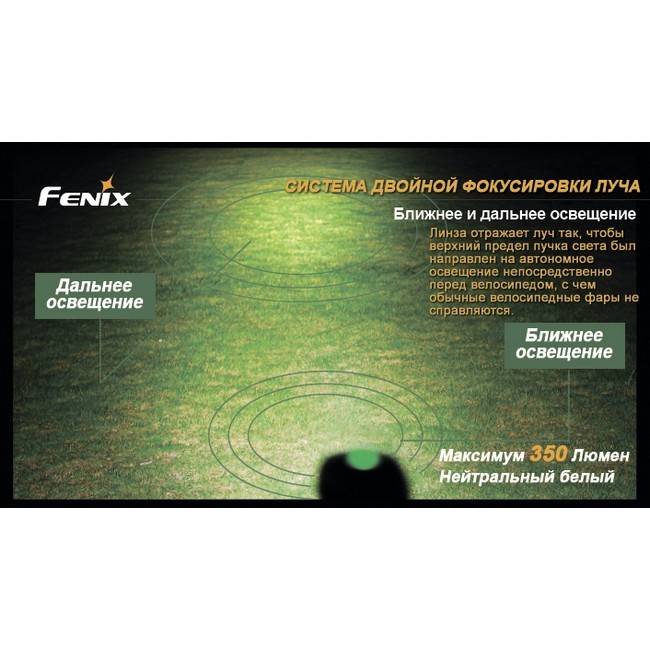 FENIX
СИСТЕМА ДВОЙНОЙ ФОКУСИРОВКИ ЛУЧА
Ближнее и дальнее освещение
Линза отражает луч так, чтобы
верхний предел пучка света был
направлен на автономное
освещение непосредственно
перед велосипедом, с чем
обычные велосипедные фары не
справляются.
Дальнее
освещение
Ближнее
освещение
Максимум 350 Люмен
Нейтральный белый